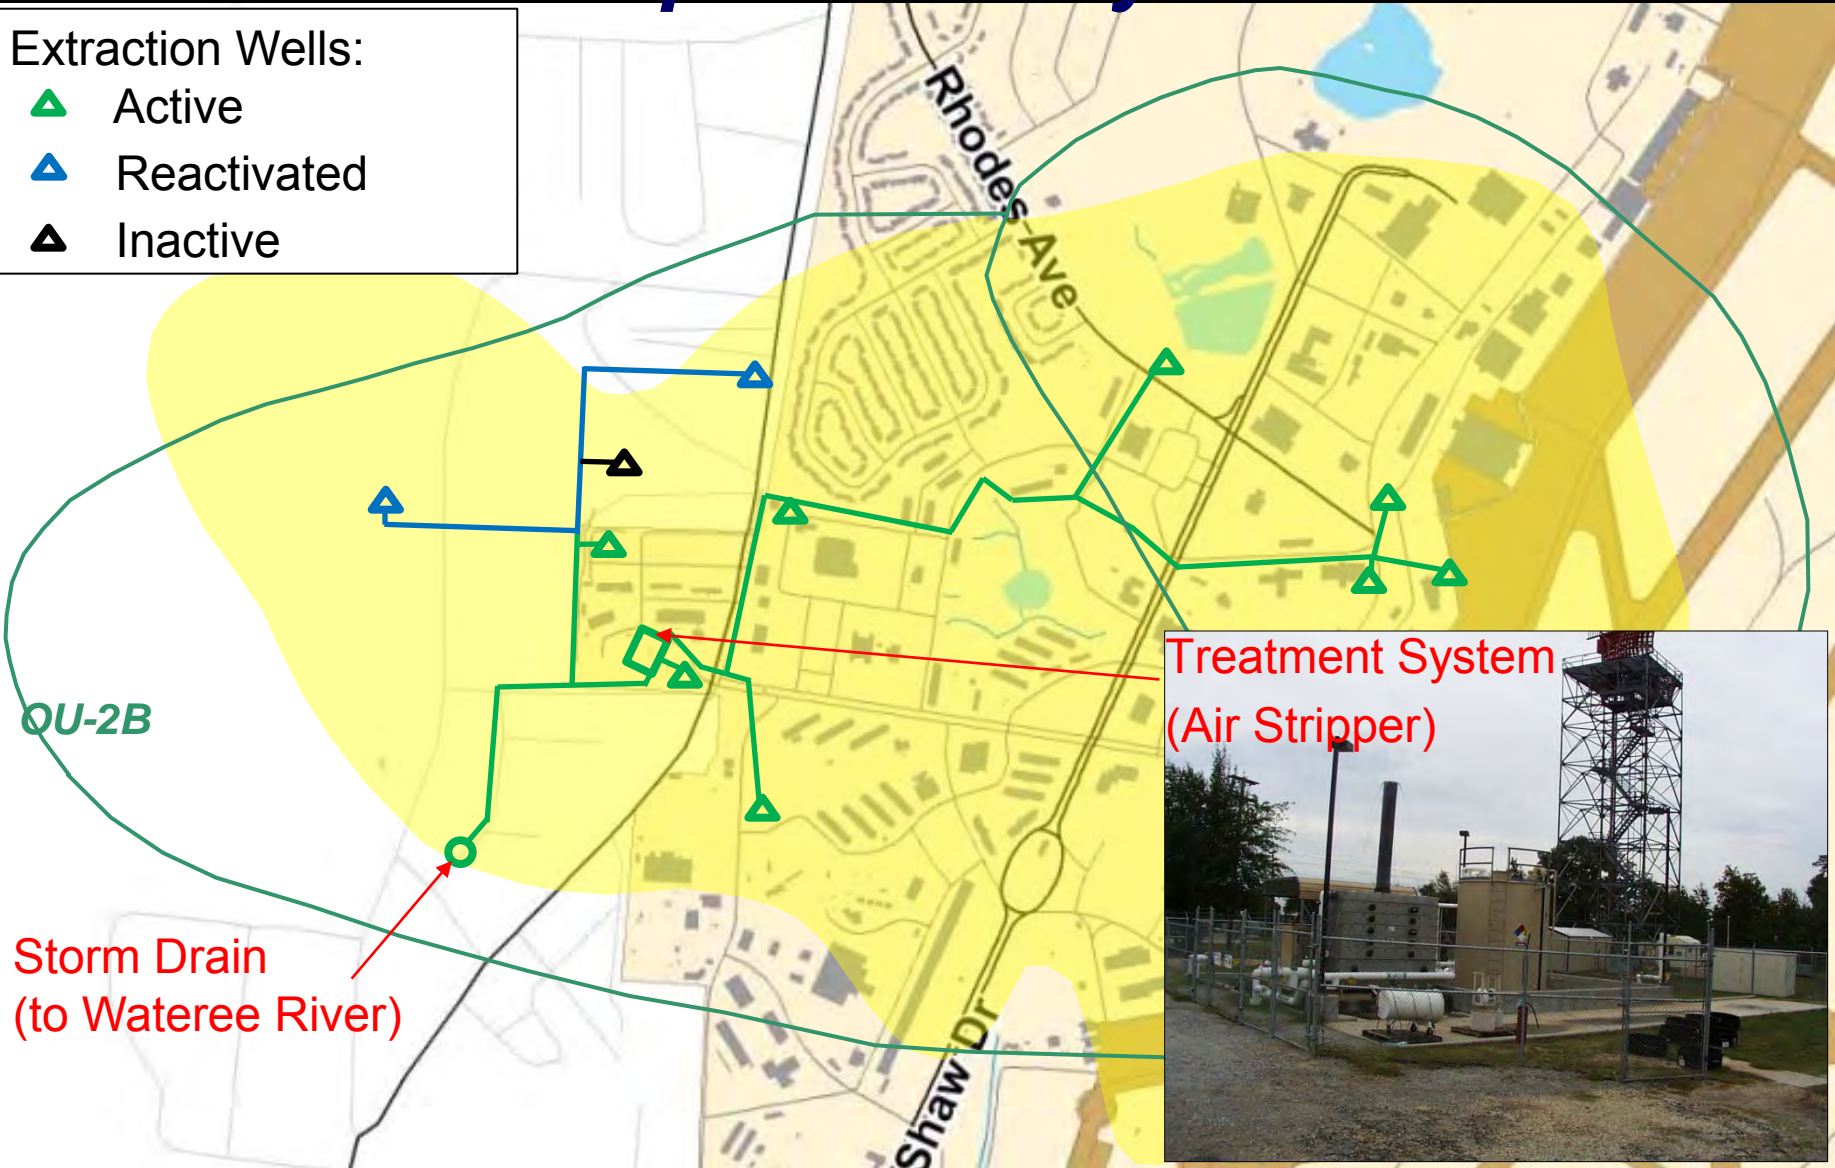 Extraction Wells:
Active
Reactivated
Inactive
Rhodes Ave
OU-2B
Treatment System
(Air Stripper)
Storm Drain
(to Wateree River)
Shaw Dr